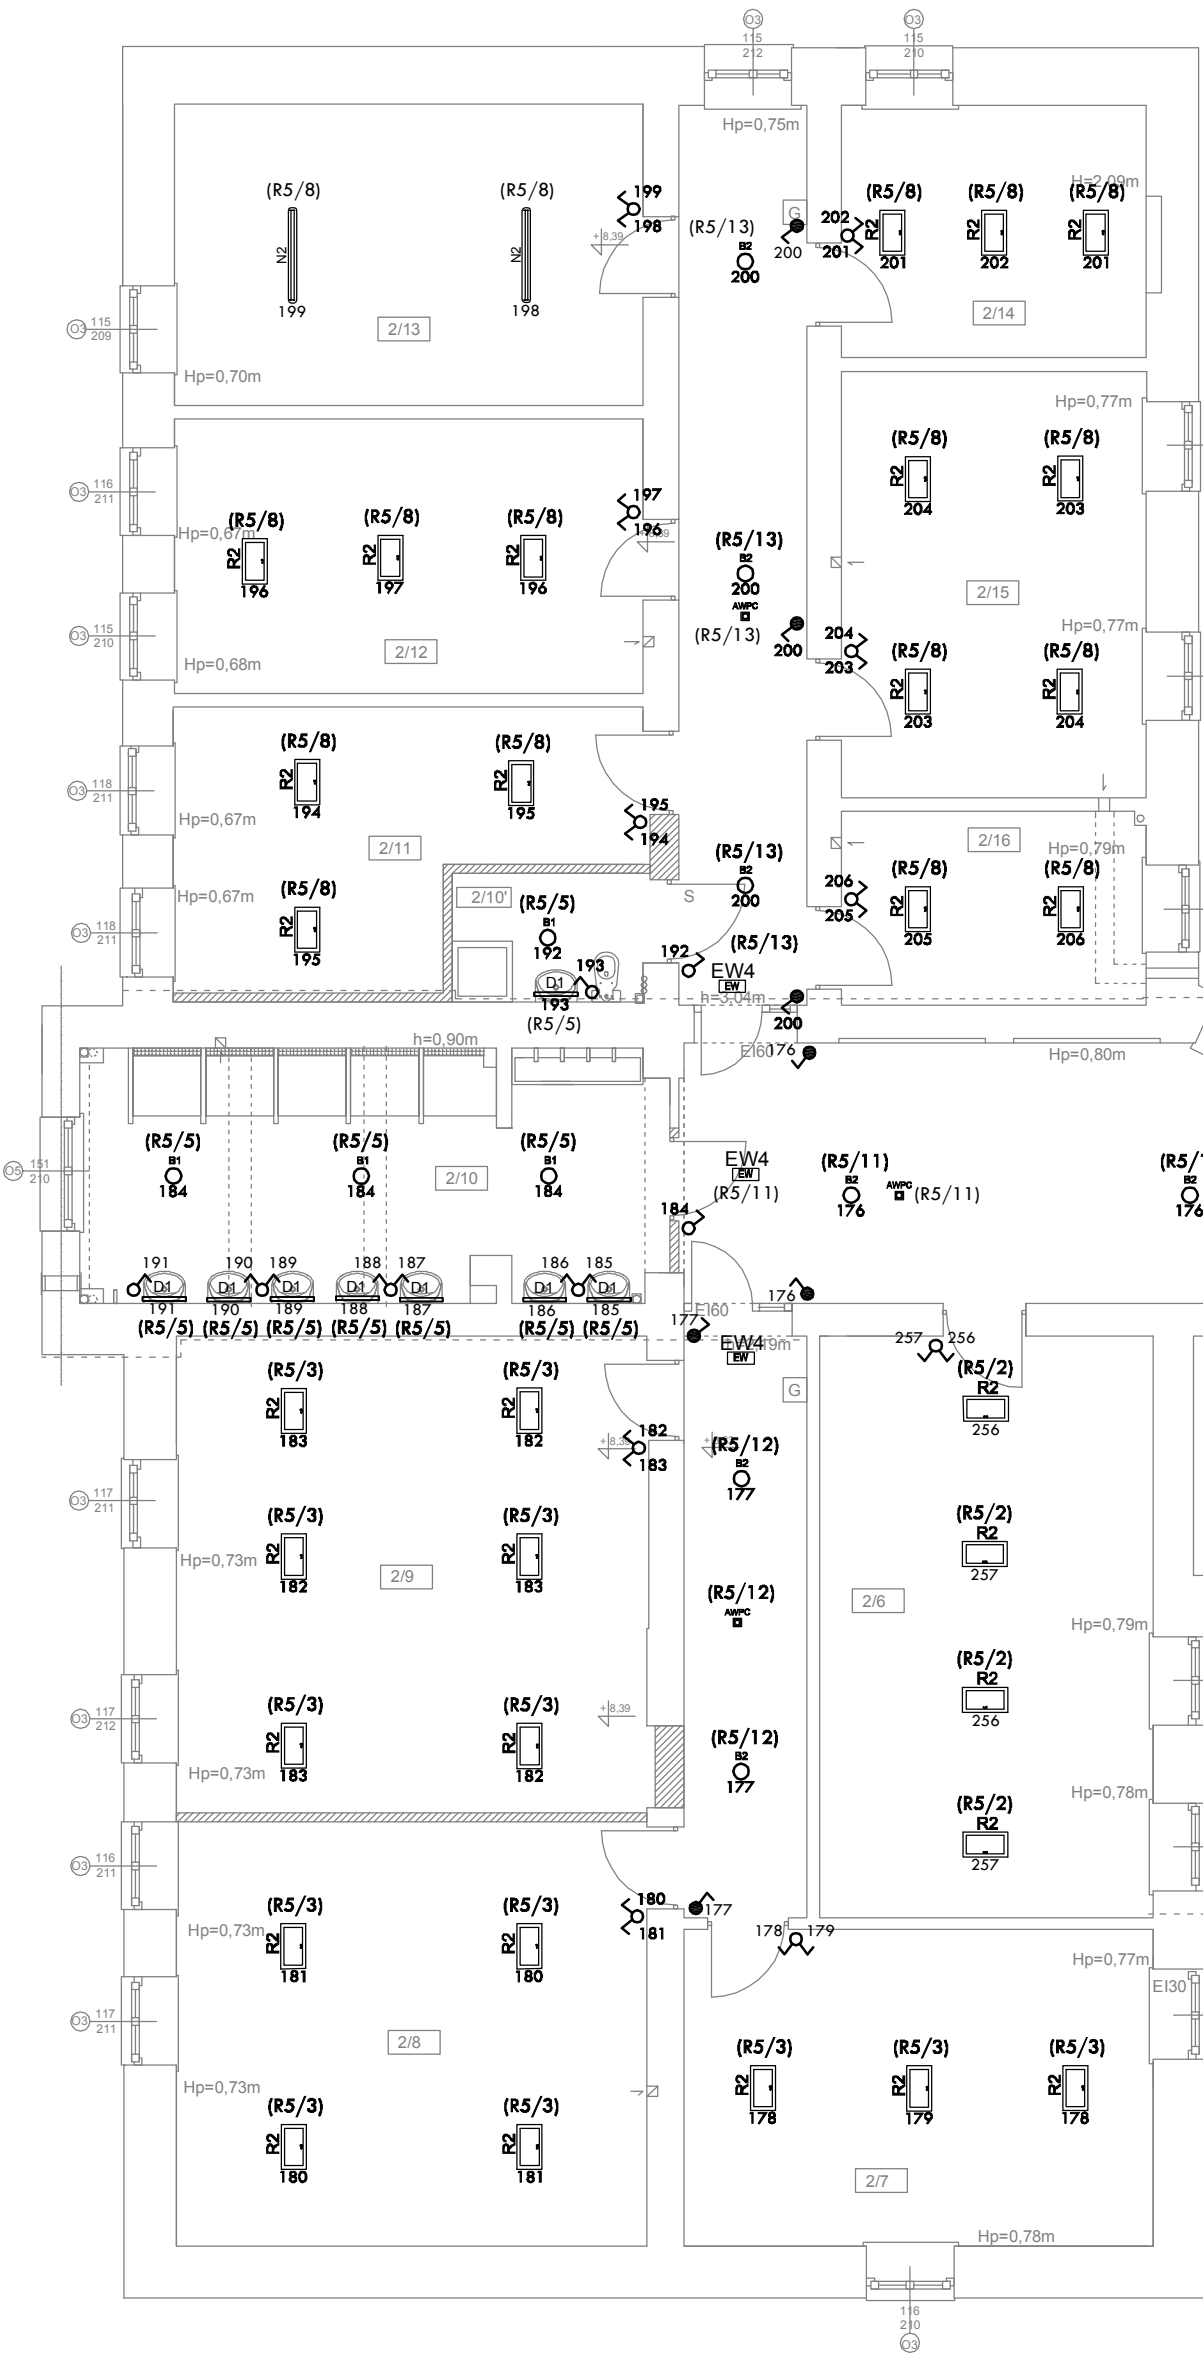 O3
115
212
O3
115
210
Hp=0,75m
H=2,09m
(R5/8)
N2
199
(R5/8)
N2
198
199
198
+8,39
2/13
O3
115
209
Hp=0,70m
(R5/13)
B2
200
G
200
202
201
(R5/8)
R2
201
(R5/8)
R2
202
(R5/8)
R2
201
2/14
Hp=0,77m
O3
116
211
Hp=0,67m
(R5/8)
R2
196
(R5/8)
R2
197
(R5/8)
R2
196
197
196
O3
115
210
Hp=0,68m
2/12
(R5/13)
B2
200
AWPC
(R5/13)
200
204
203
(R5/8)
R2
204
(R5/8)
R2
203
2/15
Hp=0,77m
(R5/8)
R2
203
(R5/8)
R2
204
O3
118
211
Hp=0,67m
(R5/8)
R2
194
(R5/8)
R2
195
195
194
2/11
O3
118
211
Hp=0,67m
(R5/8)
R2
195
2/10'
(R5/5)
B1
192
193
D1
193
(R5/5)
S
192
(R5/13)
B2
200
(R5/13)
EW4
EW
h=3,04m
200
206
205
2/16
Hp=0,79m
(R5/8)
R2
205
(R5/8)
R2
206
h=0,90m
EI60
176
Hp=0,80m
O5
151
210
(R5/5)
B1
184
(R5/5)
B1
184
2/10
(R5/5)
B1
184
184
EW4
EW
(R5/11)
(R5/11)
B2
176
AWPC
(R5/11)
(R5/1
B2
176
191
190
189
188
187
186
185
D1
D1
D1
D1
D1
D1
D1
191
190
189
188
187
186
185
(R5/5)
(R5/5)
(R5/5)
(R5/5)
(R5/5)
(R5/5)
(R5/5)
176
EI60
177
EW4
EW
G
257
256
(R5/3)
R2
183
(R5/3)
R2
182
182
183
+8,39
(R5/12)
B2
177
(R5/2)
R2
256
O3
117
211
Hp=0,73m
(R5/3)
R2
182
(R5/3)
R2
183
2/9
(R5/12)
AWPC
(R5/2)
R2
257
2/6
Hp=0,79m
O3
117
212
Hp=0,73m
(R5/3)
R2
183
(R5/3)
R2
182
+8,39
(R5/12)
B2
177
(R5/2)
R2
256
Hp=0,78m
(R5/2)
R2
257
O3
116
211
Hp=0,73m
(R5/3)
R2
181
(R5/3)
R2
180
180
181
177
178
179
Hp=0,77m
EI30
O3
117
211
Hp=0,73m
2/8
(R5/3)
R2
180
(R5/3)
R2
181
(R5/3)
R2
178
(R5/3)
R2
179
(R5/3)
R2
178
2/7
Hp=0,78m
116
210
O3